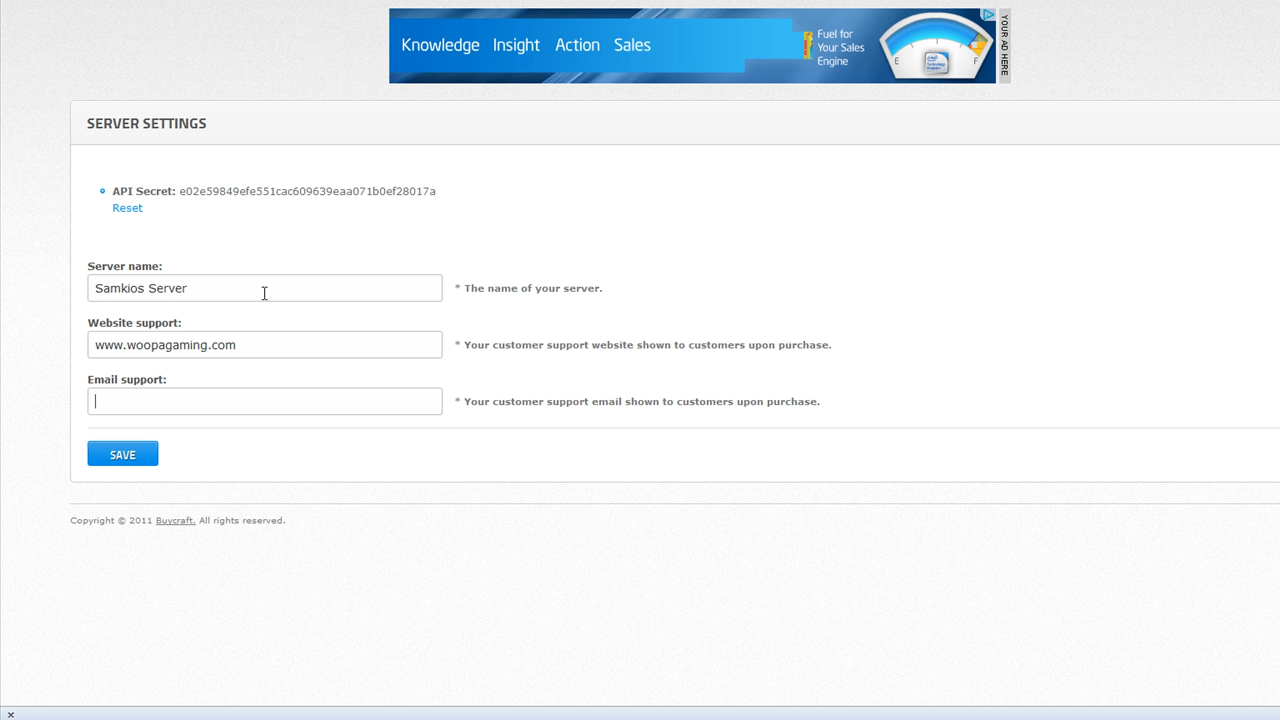 Knowledge Insight Action Sales
Fuel for
Your Sales
Engine
E F
YOUR AD HERE
SERVER SETTINGS
API Secret: e02e59849efe551cac609639eaa071b0ef28017a
Reset
Server name:
Samkios Server
* The name of your server.
Website support:
www.woopagaming.com
* Your customer support website shown to customers upon purchase.
Email support:
* Your customer support email shown to customers upon purchase.
SAVE
Copyright © 2011 Buycraft. All rights reserved.